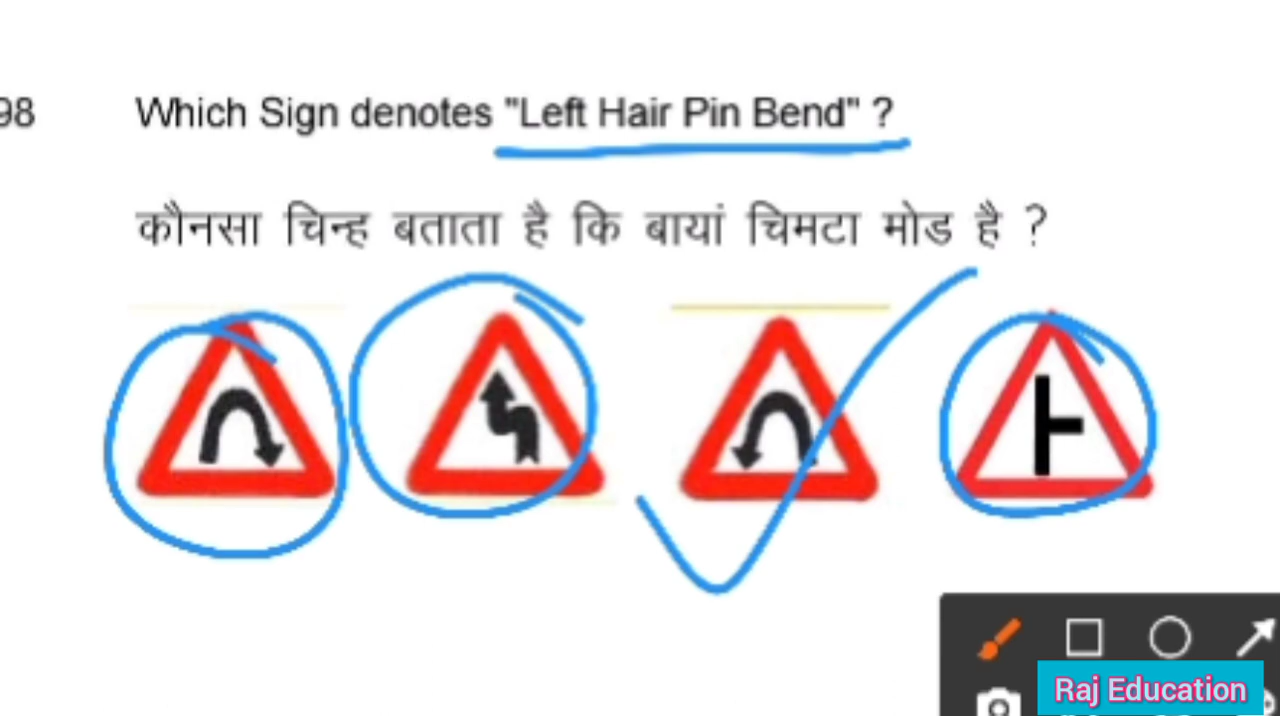 98 Which Sign denotes "Left Hair Pin Bend" ?
कौनसा चिन्ह बताता है कि बायां चिमटा मोड है ?
Raj Education